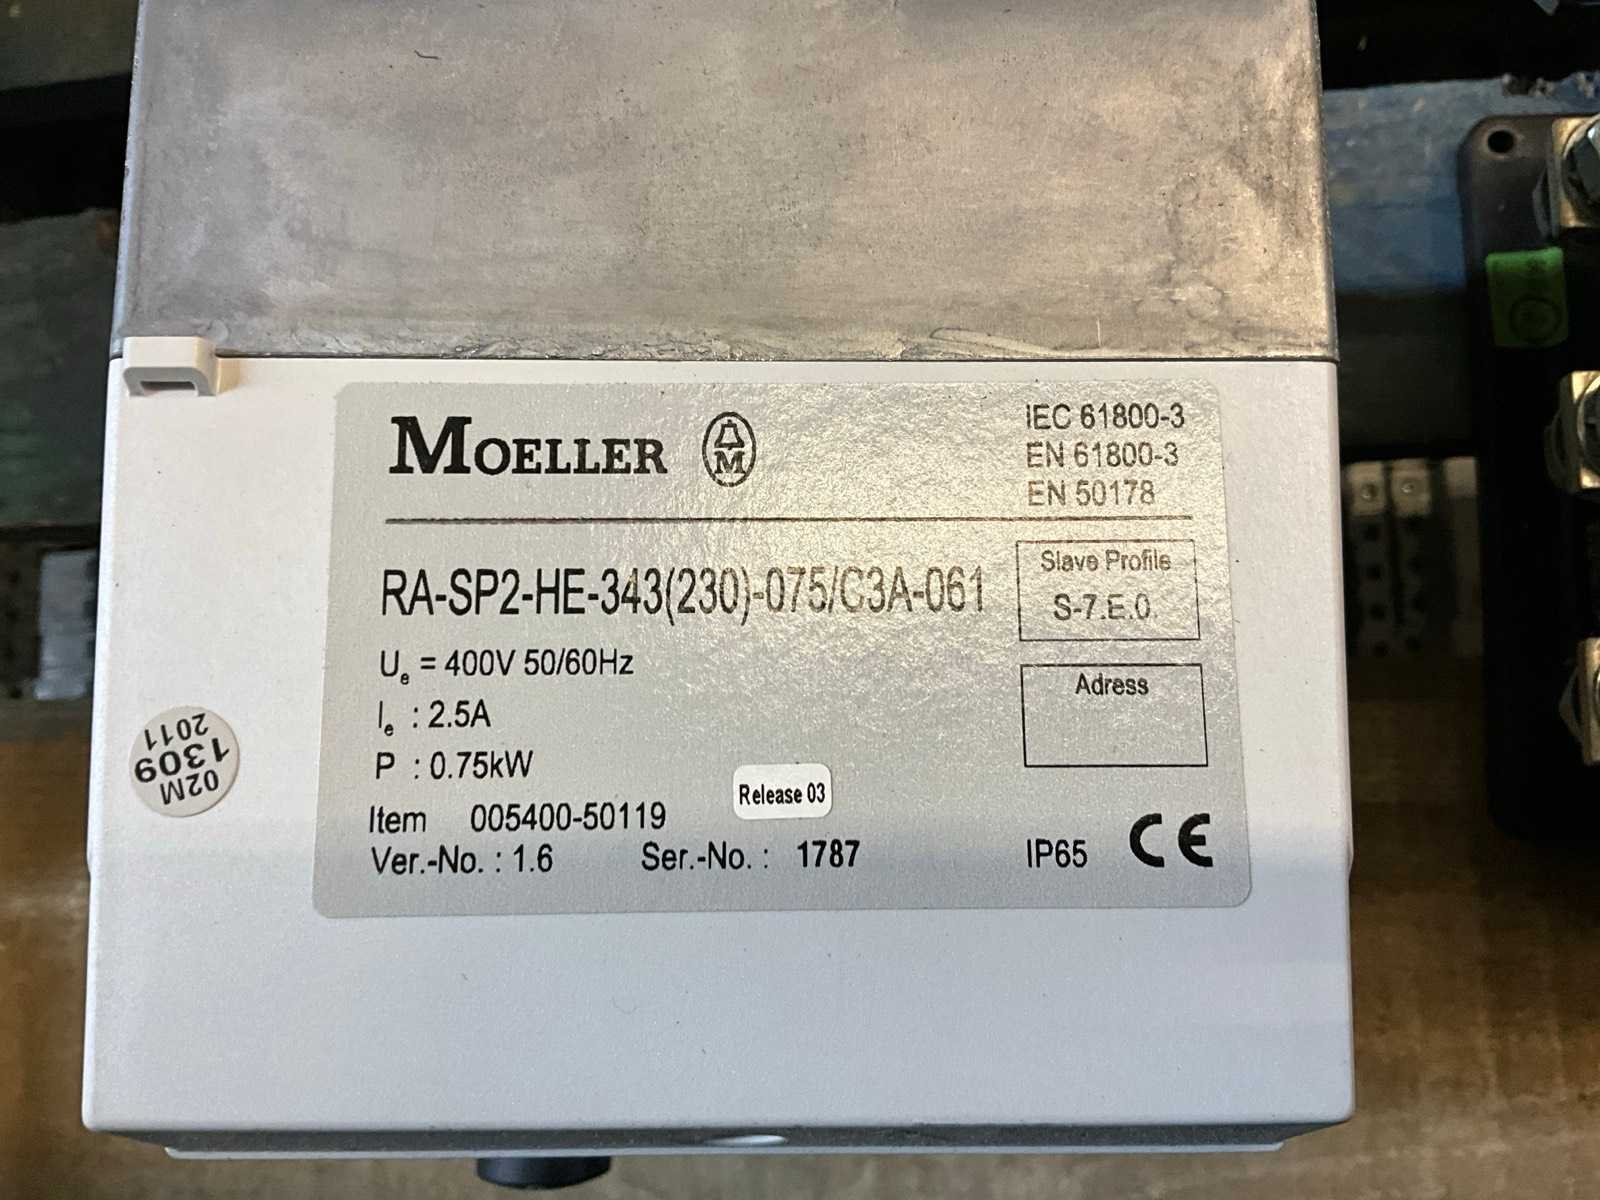 MOELLER
M
IEC 61800-3
EN 61800-3
EN 50178
RA-SP2-HE-343(230)-075/C3A-061
Slave Profile
S-7.E.0.
Ue = 400V 50/60Hz
Ie : 2.5A
P : 0.75kW
Adress
Release 03
Item 005400-50119
Ver.-No. : 1.6 Ser.-No. : 1787
IP65 CE
02M
1309
2011